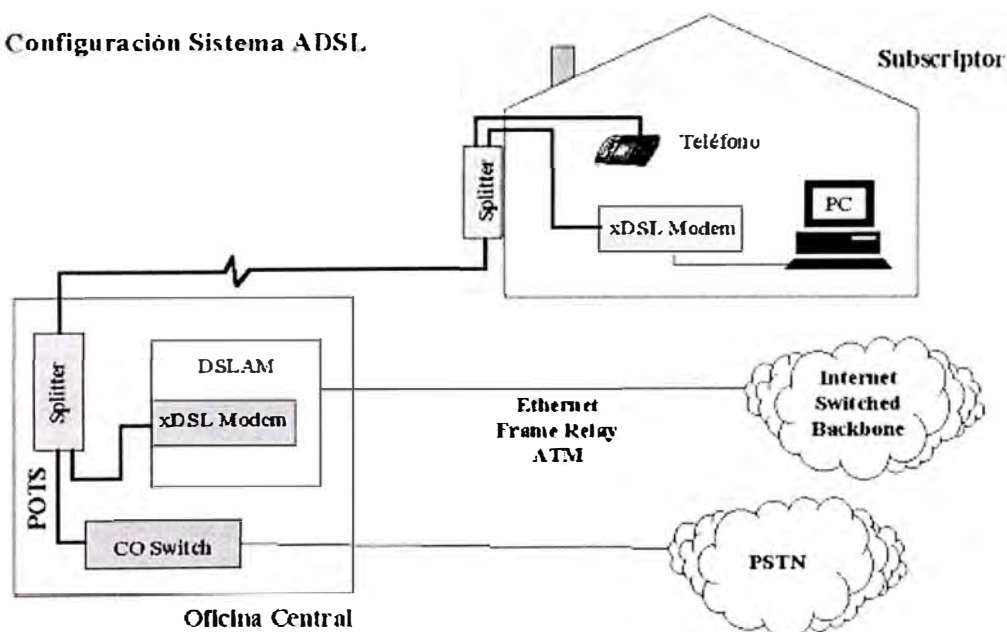 Configuración Sistema ADSL
Subscriptor
Teléfono
Splitter
PC
xDSL Modem
Splitter
DSLAM
xDSL Modem
POTS
CO Switch
Oficina Central
Ethernet
Frame Relay
ATM
Internet
Switched
Backbone
PSTN